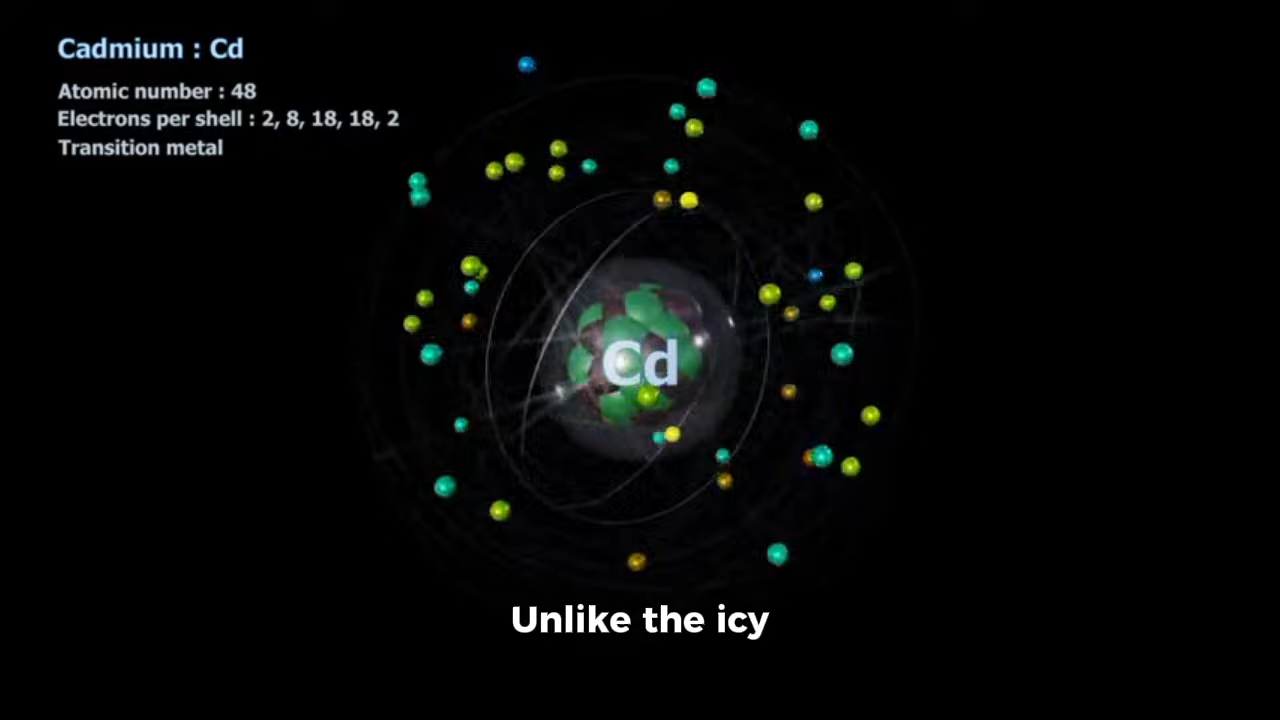 Cadmium : Cd
Atomic number : 48
Electrons per shell : 2, 8, 18, 18, 2
Transition metal
Cd
Unlike the icy